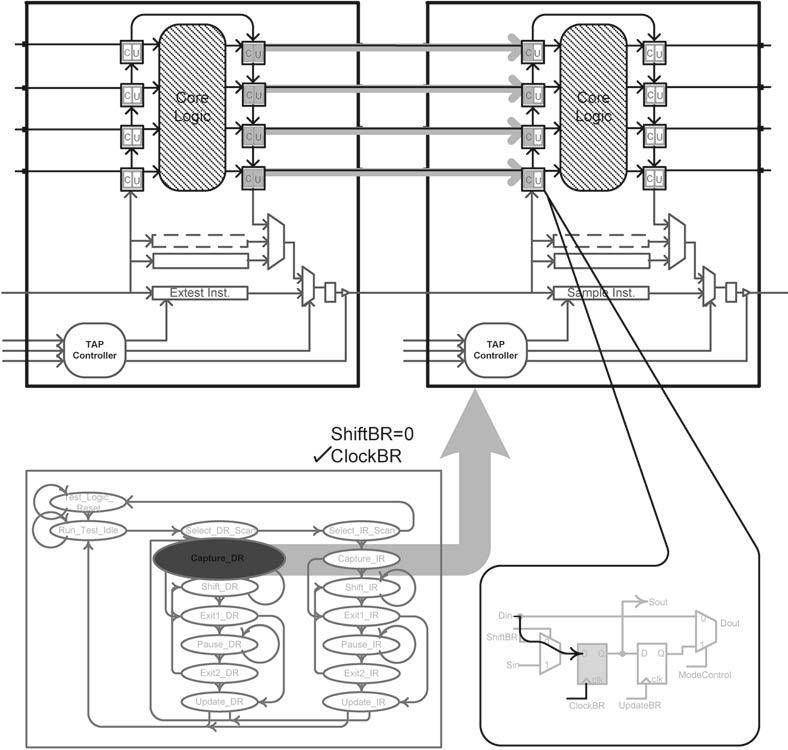 C U
C U
C U
C U
C U
C U
C U
C U
Core
Logic
Core
Logic
C U
C U
C U
C U
C U
C U
C U
C U
Extest Inst.
Sample Inst.
TAP
Controller
TAP
Controller
ShiftBR=0
✓ClockBR
Test_Logic_
Reset
Run_Test_Idle
Select_DR_Scan
Select_IR_Scan
Capture_DR
Capture_IR
Shift_DR
Shift_IR
Exit1_DR
Exit1_IR
Pause_DR
Pause_IR
Exit2_DR
Exit2_IR
Update_DR
Update_IR
Sout
Din
0
Dout
ShiftBR
1
Q
D Q
Sin
1
clk
clk
ModeControl
ClockBR
UpdateBR